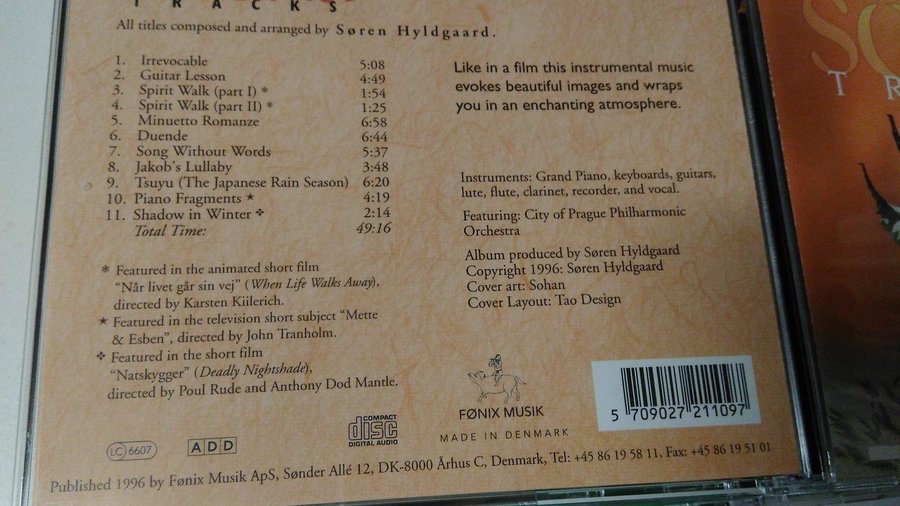 TRACKS
All titles composed and arranged by Søren Hyldgaard.
1. Irrevocable 5:08
2. Guitar Lesson 4:49
3. Spirit Walk (part I) * 1:54
4. Spirit Walk (part II) * 1:25
5. Minuetto Romanze 6:58
6. Duende 6:44
7. Song Without Words 5:37
8. Jakob's Lullaby 3:48
9. Tsuyu (The Japanese Rain Season) 6:20
10. Piano Fragments ★ 4:19
11. Shadow in Winter ❖ 2:14
Total Time: 49:16
* Featured in the animated short film
“Når livet går sin vej” (When Life Walks Away),
directed by Karsten Kiilerich.
★ Featured in the television short subject “Mette
& Esben”, directed by John Tranholm.
❖ Featured in the short film
“Natskygger” (Deadly Nightshade),
directed by Poul Rude and Anthony Dod Mantle.
Like in a film this instrumental music
evokes beautiful images and wraps
you in an enchanting atmosphere.
Instruments: Grand Piano, keyboards, guitars,
lute, flute, clarinet, recorder, and vocal.
Featuring: City of Prague Philharmonic
Orchestra
Album produced by Søren Hyldgaard
Copyright 1996: Søren Hyldgaard
Cover art: Sohan
Cover Layout: Tao Design
LC 6607
ADD
COMPACT
disc
DIGITAL AUDIO
FØNIX MUSIK
MADE IN DENMARK
5 709027 211097
Published 1996 by Fønix Musik ApS, Sønder Allé 12, DK-8000 Århus C, Denmark, Tel: +45 86 19 58 11, Fax: +45 86 19 51 01
SO
TR